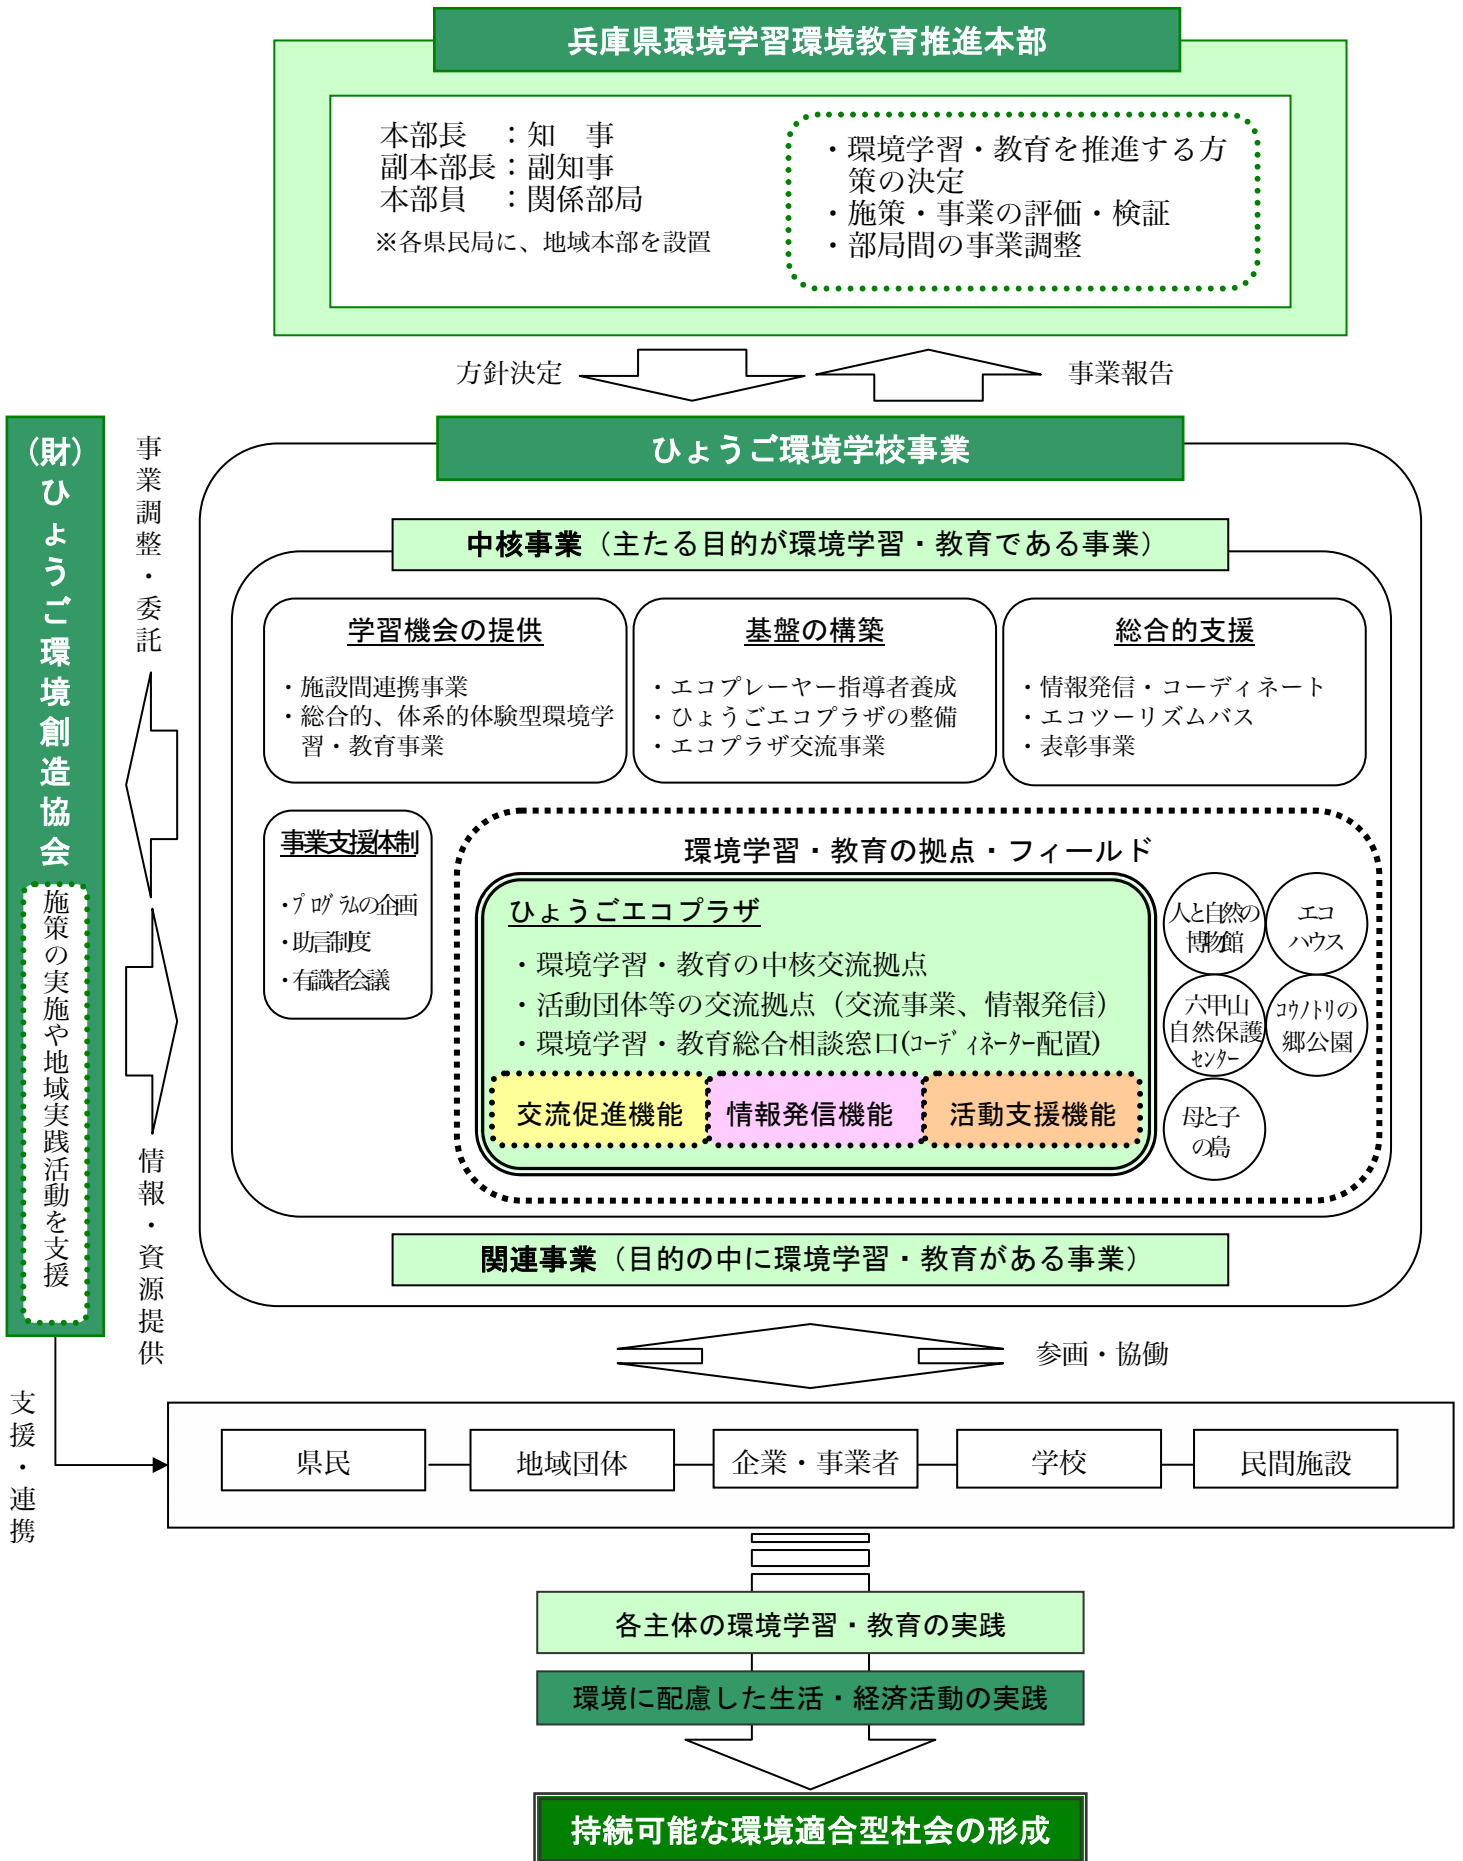 兵庫県環境学習環境教育推進本部
本部長　：知　事
副本部長：副知事
本部員　：関係部局
※各県民局に、地域本部を設置
・環境学習・教育を推進する方
策の決定
・施策・事業の評価・検証
・部局間の事業調整
方針決定
事業報告
(財)ひょうご環境創造協会
施策の実施や地域実践活動を支援
事業調整・委託
情報・資源提供
ひょうご環境学校事業
中核事業（主たる目的が環境学習・教育である事業）
学習機会の提供
・施設間連携事業
・総合的、体系的体験型環境学
習・教育事業
基盤の構築
・エコプレーヤー指導者養成
・ひょうごエコプラザの整備
・エコプラザ交流事業
総合的支援
・情報発信・コーディネート
・エコツーリズムバス
・表彰事業
事業支援体制
・ﾌﾟﾛｸﾞﾗﾑの企画
・助言制度
・有識者会議
環境学習・教育の拠点・フィールド
ひょうごエコプラザ
・環境学習・教育の中核交流拠点
・活動団体等の交流拠点（交流事業、情報発信）
・環境学習・教育総合相談窓口(ｺｰﾃﾞｨﾈｰﾀｰ配置)
交流促進機能
情報発信機能
活動支援機能
人と自然の
博物館
エコ
ハウス
六甲山
自然保護
ｾﾝﾀｰ
ｺｳﾉﾄﾘの
郷公園
母と子
の島
関連事業（目的の中に環境学習・教育がある事業）
参画・協働
支援・連携
県民
地域団体
企業・事業者
学校
民間施設
各主体の環境学習・教育の実践
環境に配慮した生活・経済活動の実践
持続可能な環境適合型社会の形成